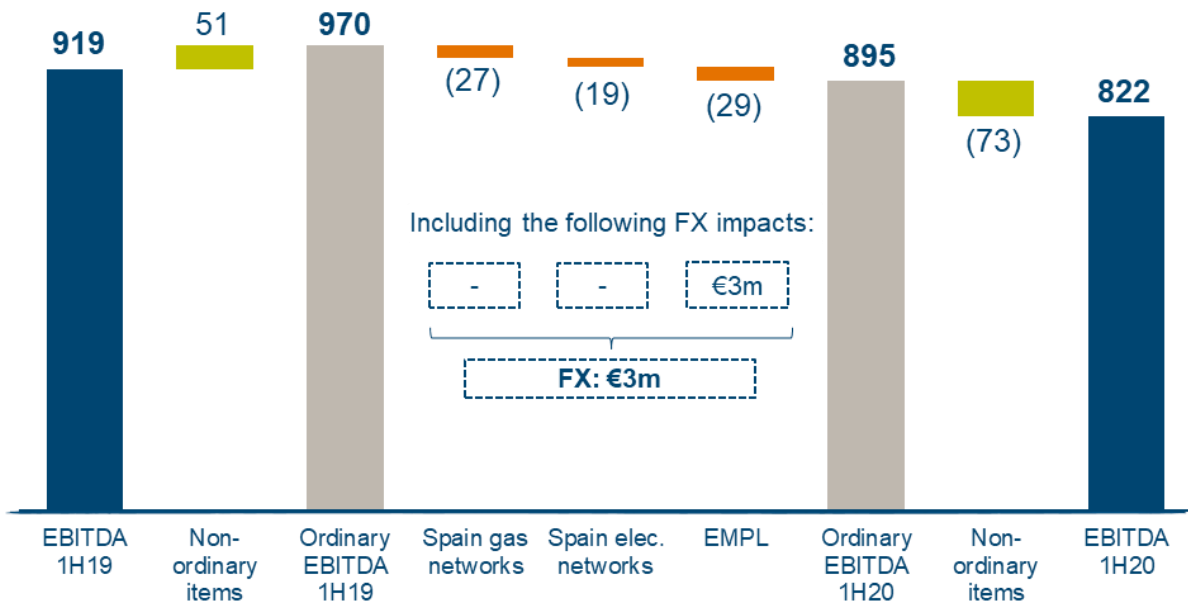 919
51
970
(27)
(19)
(29)
895
(73)
822
Including the following FX impacts:
-
-
€3m
FX: €3m
EBITDA
1H19
Non-
ordinary
items
Ordinary
EBITDA
1H19
Spain gas
networks
Spain elec.
networks
EMPL
Ordinary
EBITDA
1H20
Non-
ordinary
items
EBITDA
1H20